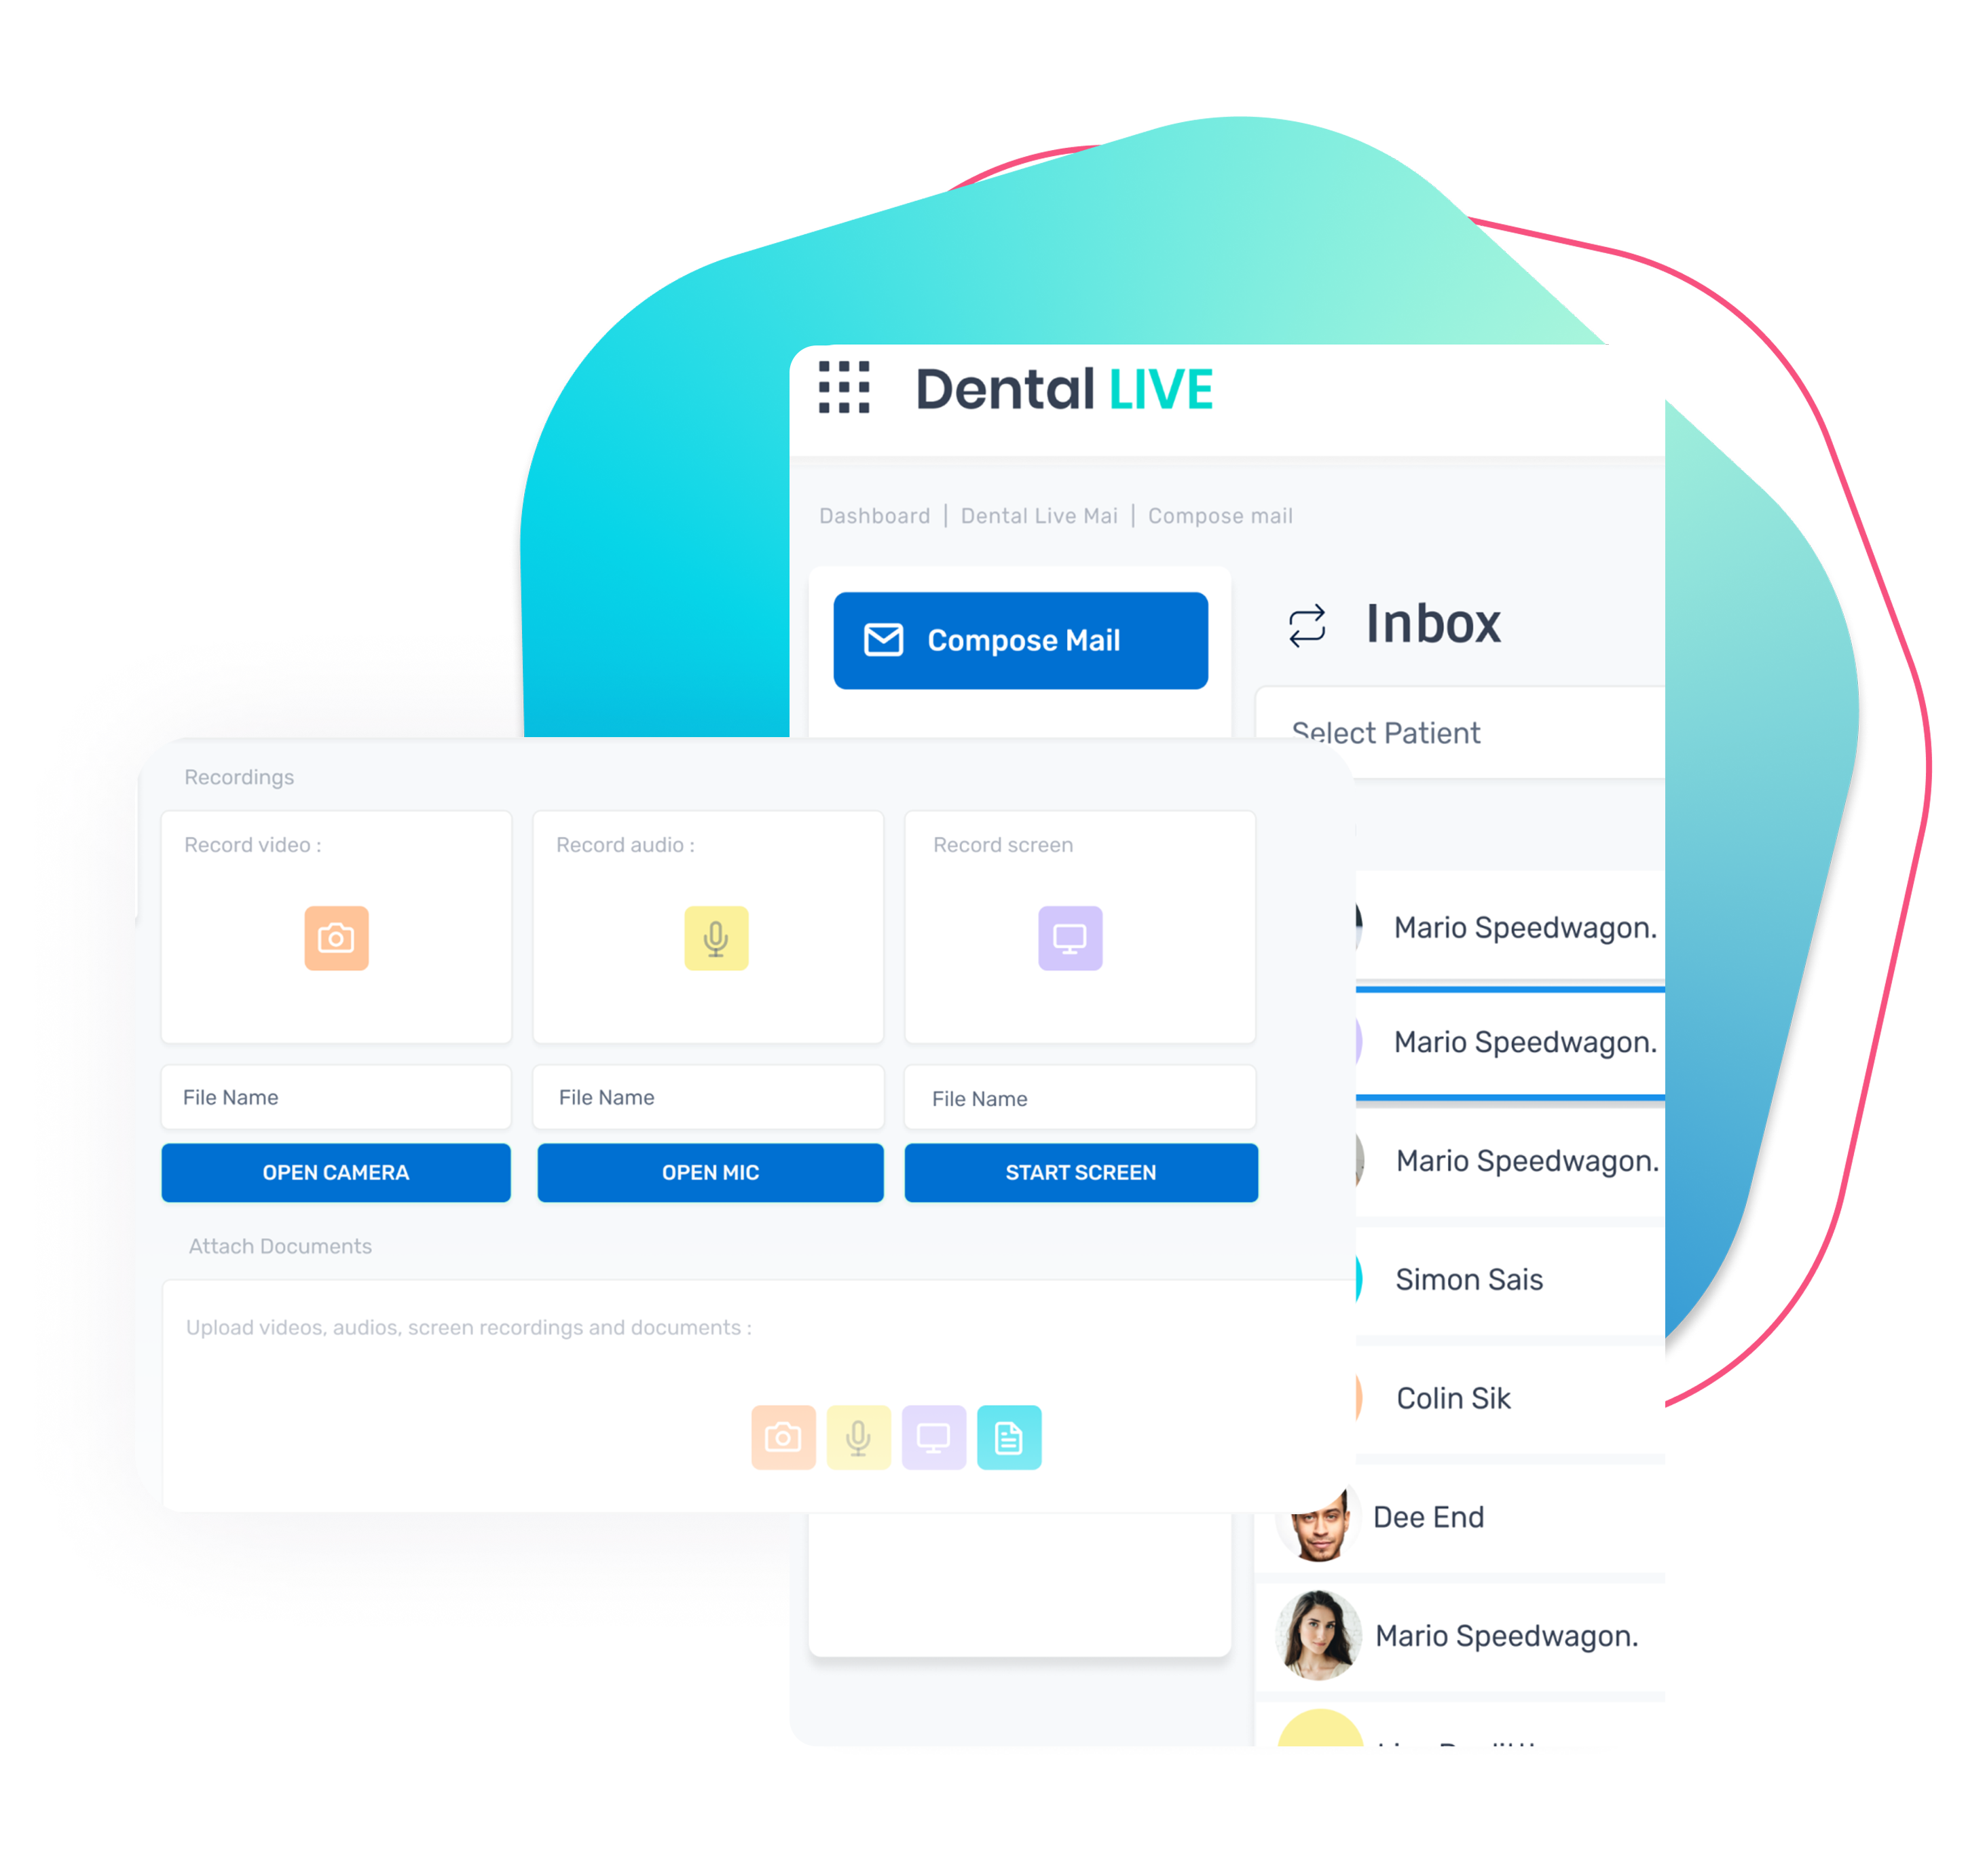 Dental LIVE
Dashboard | Dental Live Mai | Compose mail
Compose Mail
Inbox
Select Patient
Recordings
Record video :
Record audio :
Record screen
File Name
File Name
File Name
OPEN CAMERA
OPEN MIC
START SCREEN
Attach Documents
Upload videos, audios, screen recordings and documents :
Mario Speedwagon.
Mario Speedwagon.
Mario Speedwagon.
Simon Sais
Colin Sik
Dee End
Mario Speedwagon.